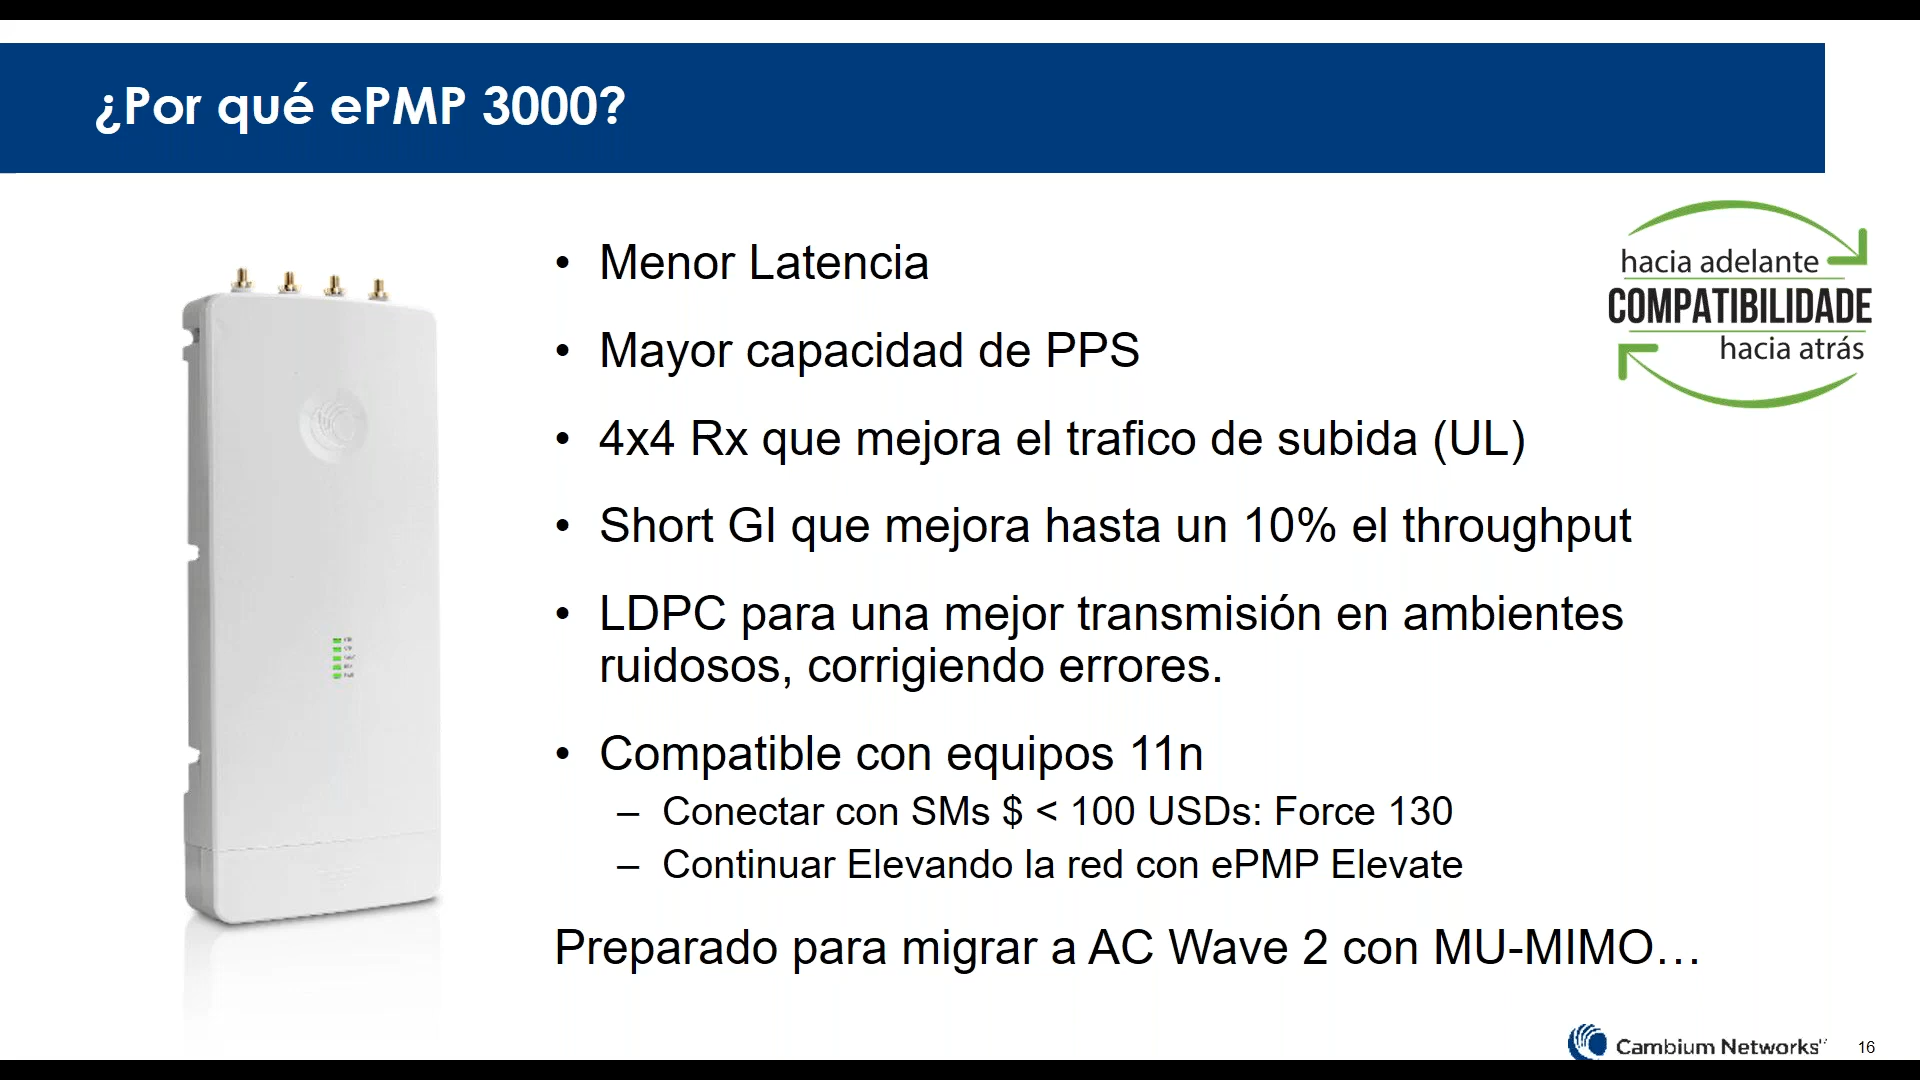 ¿Por qué ePMP 3000?
hacia adelante
COMPATIBILIDADE
hacia atrás
• Menor Latencia
• Mayor capacidad de PPS
• 4x4 Rx que mejora el trafico de subida (UL)
• Short GI que mejora hasta un 10% el throughput
• LDPC para una mejor transmisión en ambientes
ruidosos, corrigiendo errores.
• Compatible con equipos 11n
– Conectar con SMs $ < 100 USDs: Force 130
– Continuar Elevando la red con ePMP Elevate
Preparado para migrar a AC Wave 2 con MU-MIMO…
Cambium Networks
16